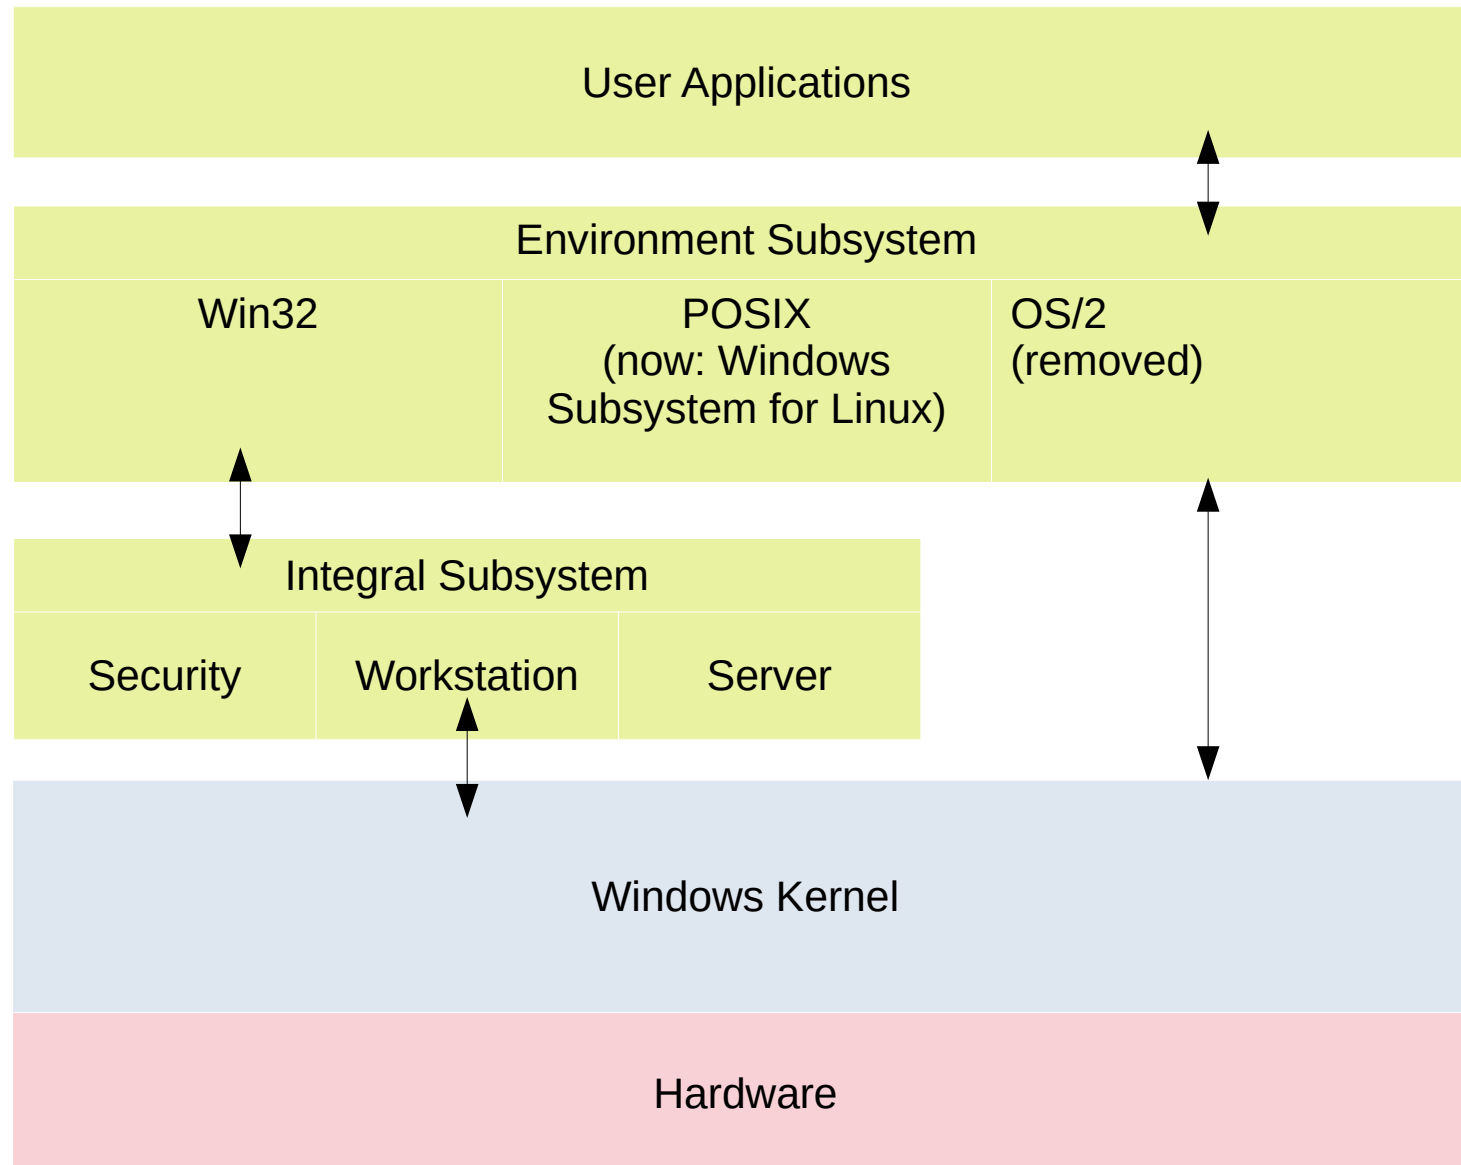 User Applications
Environment Subsystem
Win32
POSIX
(now: Windows
Subsystem for Linux)
OS/2
(removed)
Integral Subsystem
Security
Workstation
Server
Windows Kernel
Hardware